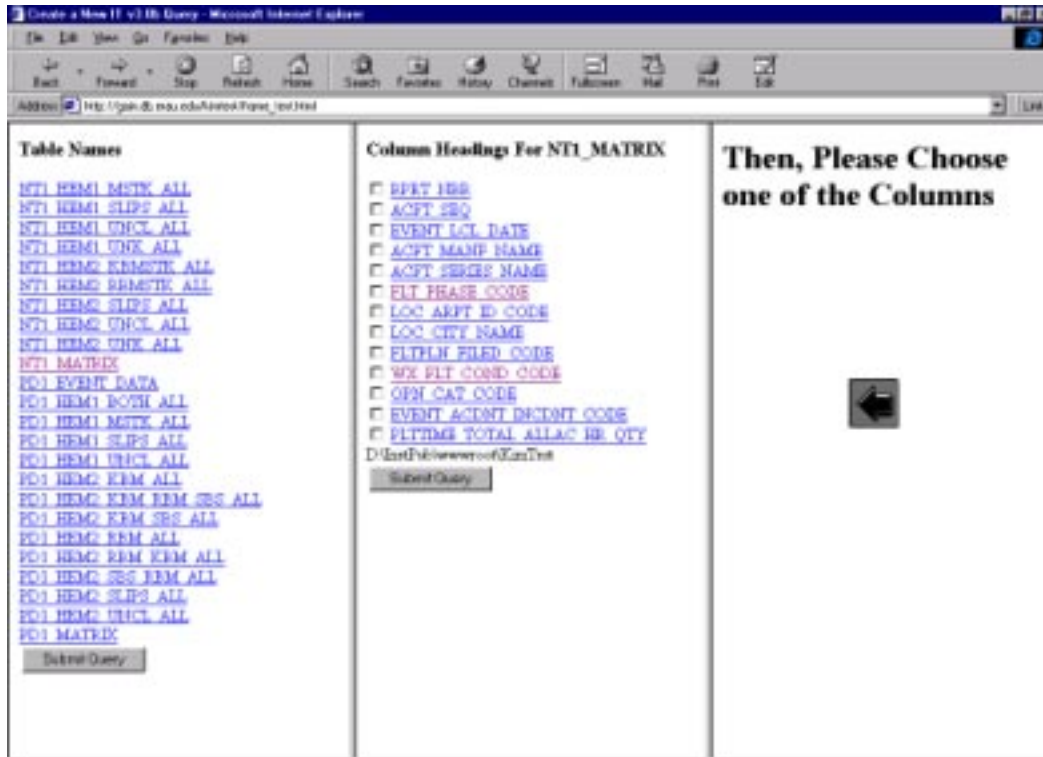 Create a New IT v3.0b Query - Microsoft Internet Explorer
File Edit View Go Favorites Help
Back Forward Stop Refresh Home Search Favorites History Channels Fullscreen Mail Print Edit
Address
Table Names
NT1 HEM1 MSTK ALL
NT1 HEM1 SLIPS ALL
NT1 HEM1 UNCL ALL
NT1 HEM1 UNK ALL
NT1 HEM2 KBMSTK ALL
NT1 HEM2 RBMSTK ALL
NT1 HEM2 SLIPS ALL
NT1 HEM2 UNCL ALL
NT1 HEM2 UNK ALL
NT1 MATRIX
PD1 EVENT DATA
PD1 HEM1 BOTH ALL
PD1 HEM1 MSTK ALL
PD1 HEM1 SLIPS ALL
PD1 HEM1 UNCL ALL
PD1 HEM2 KBM ALL
PD1 HEM2 KBM RBM SBS ALL
PD1 HEM2 KBM SBS ALL
PD1 HEM2 RBM ALL
PD1 HEM2 RBM KBM ALL
PD1 HEM2 SBS RBM ALL
PD1 HEM2 SLIPS ALL
PD1 HEM2 UNCL ALL
PD1 MATRIX
Submit Query
Column Headings For NT1_MATRIX
RPRT NBR
ACFT SEQ
EVENT LCL DATE
ACFT MANF NAME
ACFT SERIES NAME
FLT PHASE CODE
LOC ARPT ID CODE
LOC CITY NAME
FLTPLN FILED CODE
WX FLT COND CODE
OPN CAT CODE
EVENT ACDNT INCDNT CODE
PLTTIME TOTAL ALLAC HR QTY
D:\InetPub\wwwroot\KimTest
Submit Query
Then, Please Choose
one of the Columns